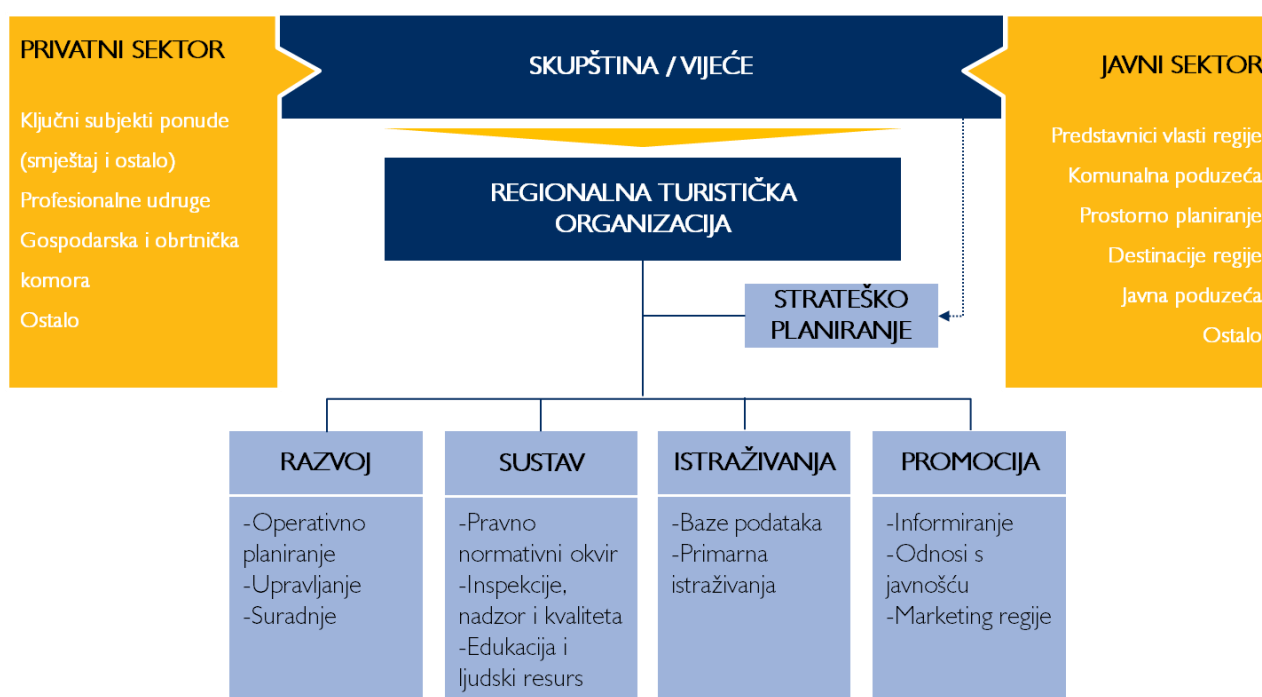 PRIVATNI SEKTOR
Ključni subjekti ponude
(smještaj i ostalo)
Profesionalne udruge
Gospodarska i obrtnička
komora
Ostalo
SKUPŠTINA / VIJEĆE
JAVNI SEKTOR
Predstavnici vlasti regije
Komunalna poduzeća
Prostorno planiranje
Destinacije regije
Javna poduzeća
Ostalo
REGIONALNA TURISTIČKA
ORGANIZACIJA
STRATEŠKO
PLANIRANJE
RAZVOJ
-Operativno
planiranje
-Upravljanje
-Suradnje
SUSTAV
-Pravno
normativni okvir
-Inspekcije,
nadzor i kvaliteta
-Edukacija i
ljudski resurs
ISTRAŽIVANJA
-Baze podataka
-Primarna
istraživanja
PROMOCIJA
-Informiranje
-Odnosi s
javnošću
-Marketing regije